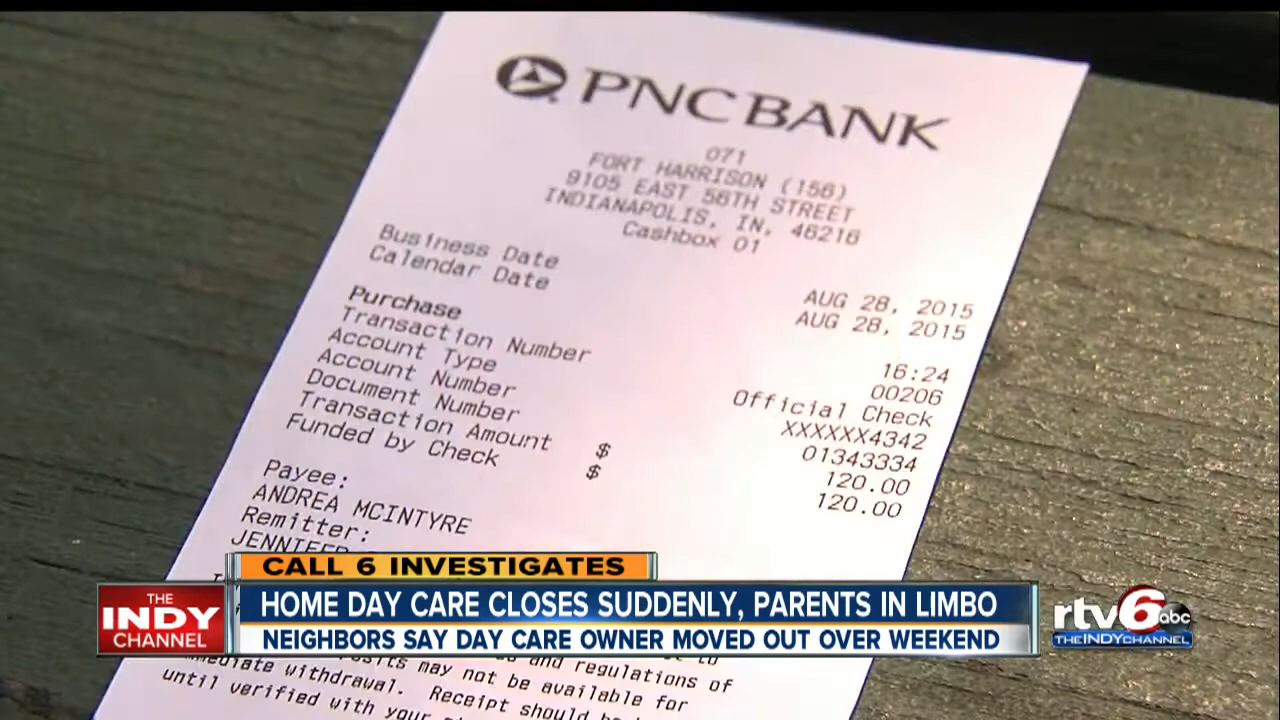 PNC BANK
071
FORT HARRISON (156)
9105 EAST 56TH STREET
INDIANAPOLIS, IN, 46216
Cashbox 01
Business Date AUG 28, 2015
Calendar Date AUG 28, 2015
Purchase 16:24
Transaction Number 00206
Account Type Official Check
Account Number XXXXXX4342
Document Number 01343334
Transaction Amount $ 120.00
Funded by Check $ 120.00
Payee:
ANDREA MCINTYRE
Remitter:
JENNIFER
and regulations of
may not be available for
withdrawal. Receipt should
until verified with your
CALL 6 INVESTIGATES
HOME DAY CARE CLOSES SUDDENLY, PARENTS IN LIMBO
NEIGHBORS SAY DAY CARE OWNER MOVED OUT OVER WEEKEND
THE
INDY
CHANNEL
rtv6 abc
THEINDYCHANNEL